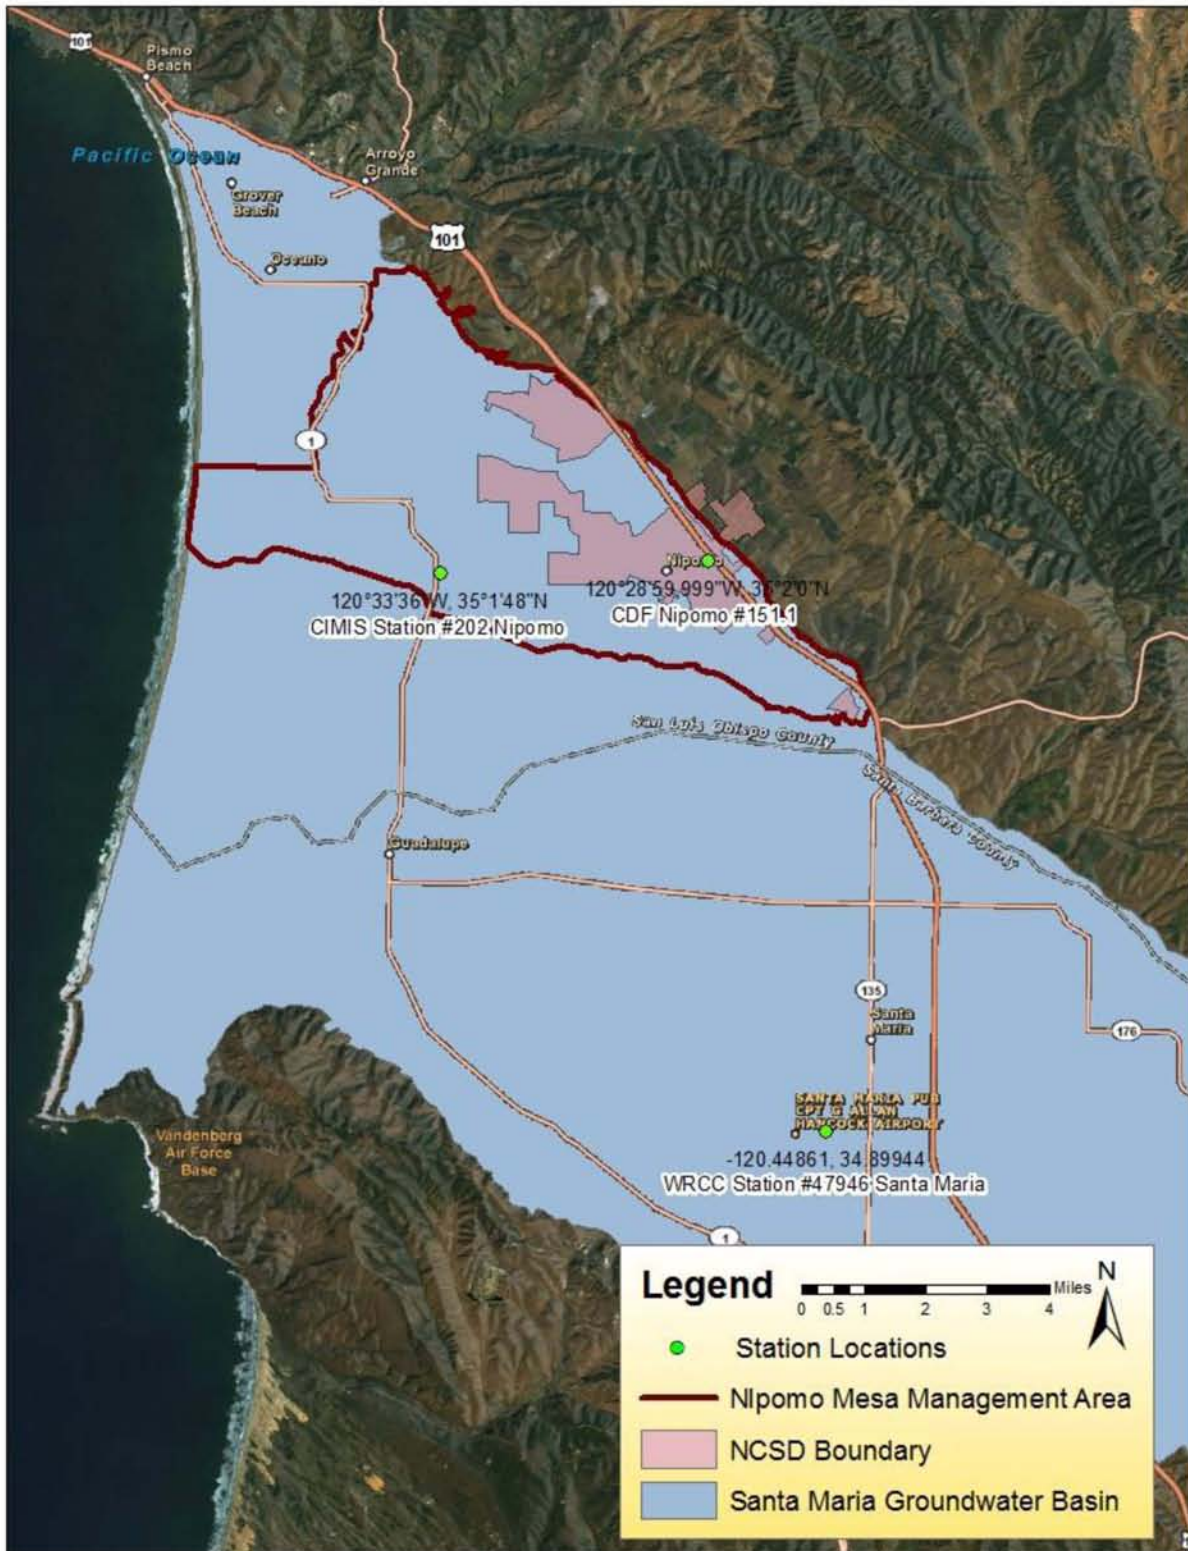 101
Pismo
Beach
Pacific Ocean
Arroyo
Grande
Grover
Beach
101
Oceano
1
Nipomo
120°33'36"W, 35°1'48"N
CIMIS Station #202 Nipomo
120°28'59.999"W, 35°2'0"N
CDF Nipomo #151.1
San Luis Obispo County
Santa Barbara County
Guadalupe
135
Santa
Maria
176
SANTA MARIA PUB
CPT G ALLAN
HANCOCK AIRPORT
-120.44861, 34.89944
WRCC Station #47946 Santa Maria
Vandenberg
Air Force
Base
1
Legend
0 0.5 1 2 3 4 Miles
N
Station Locations
NIpomo Mesa Management Area
NCSD Boundary
Santa Maria Groundwater Basin